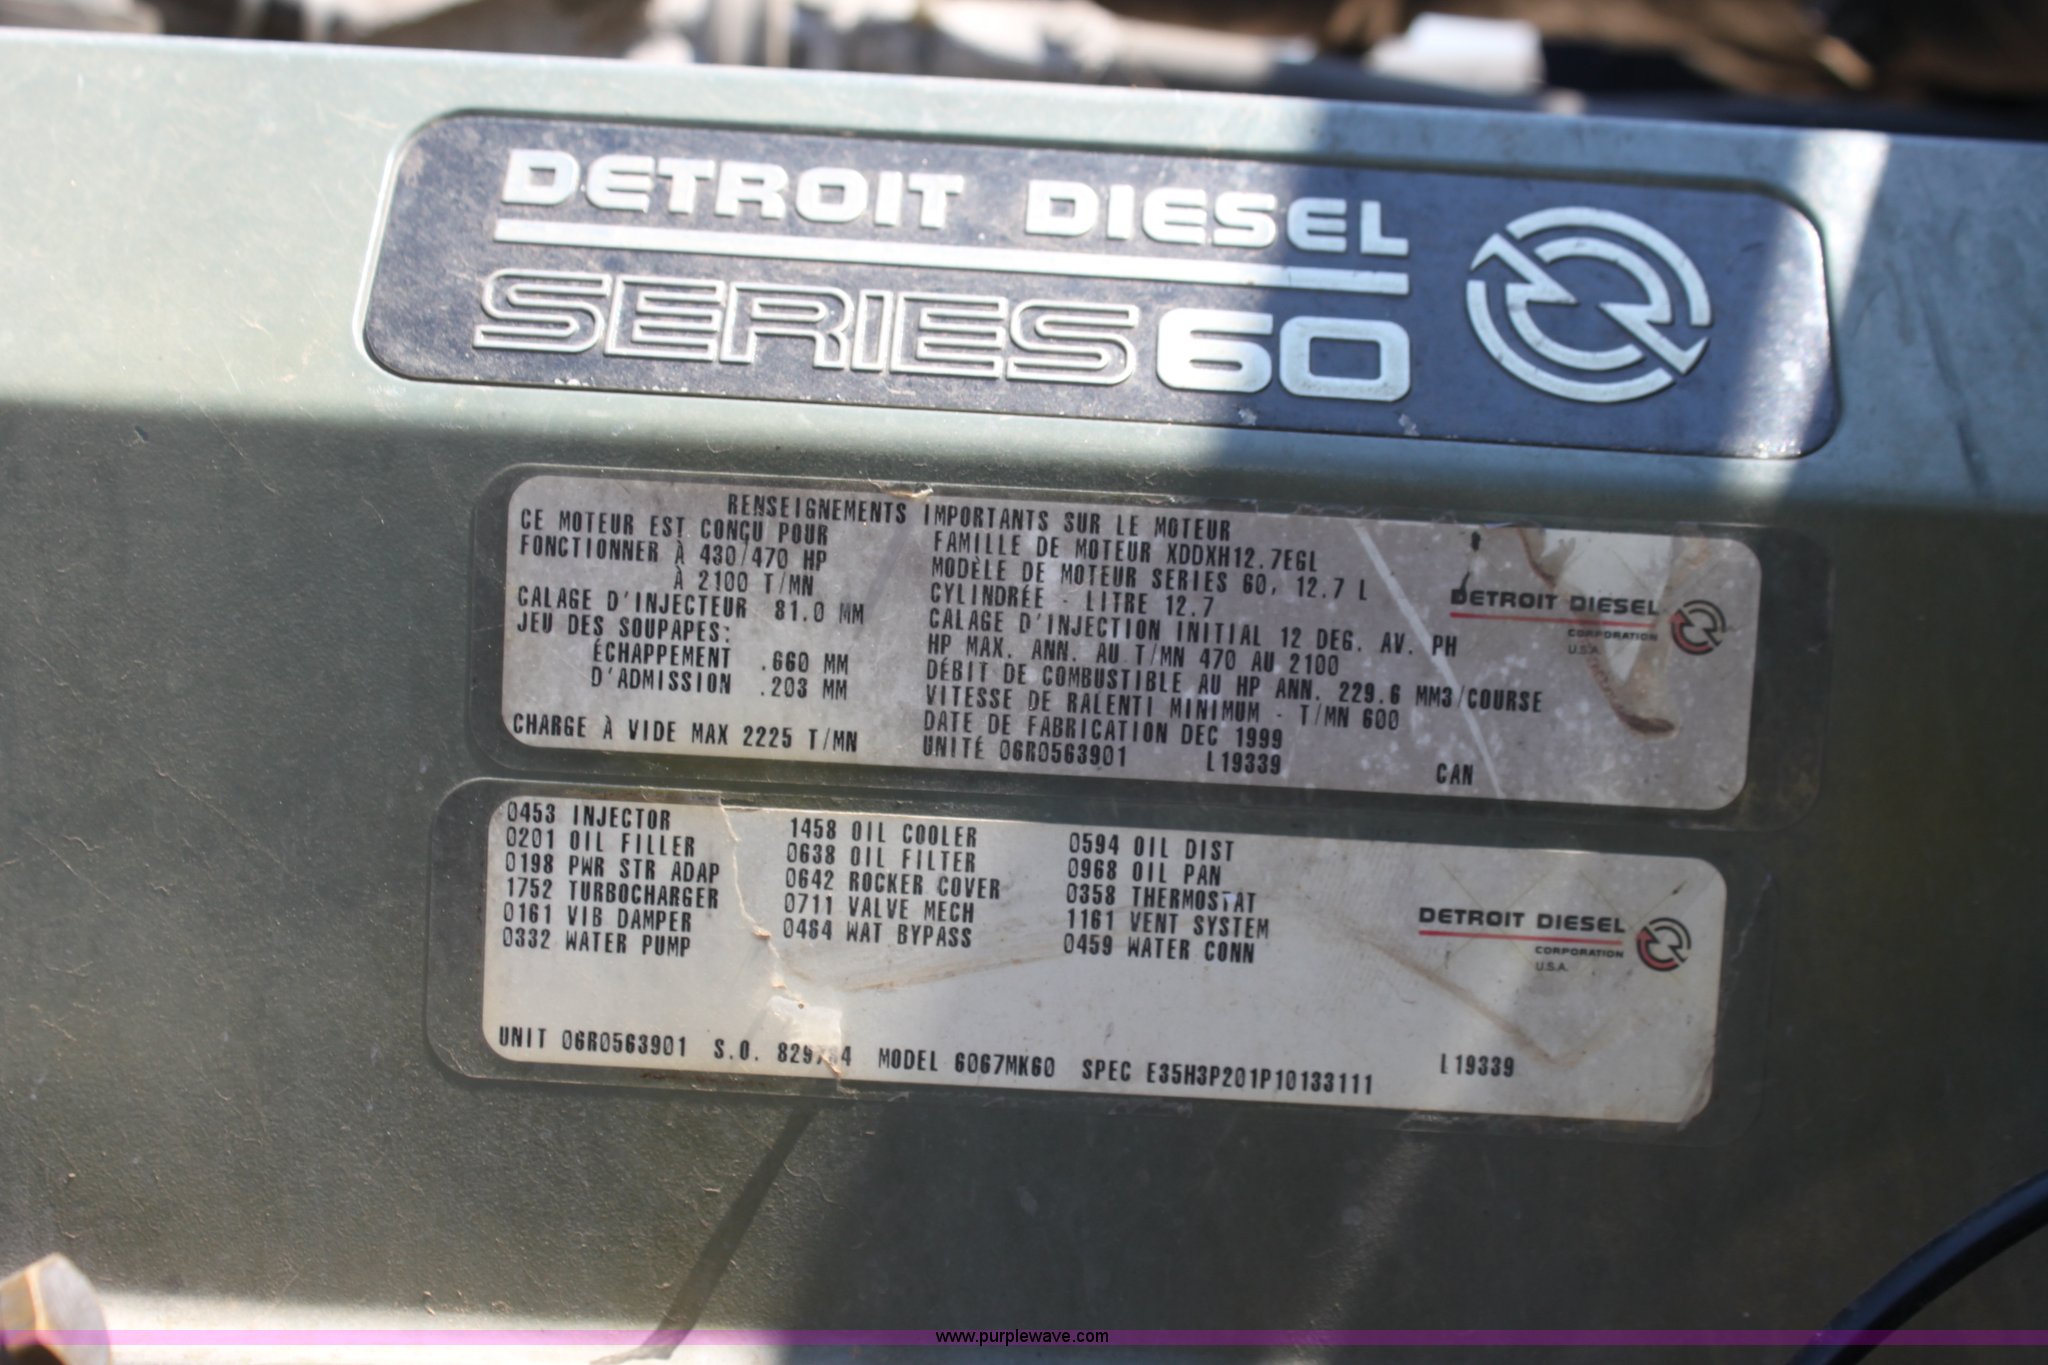 DETROIT DIESEL
SERIES 60
RENSEIGNEMENTS IMPORTANTS SUR LE MOTEUR
CE MOTEUR EST CONÇU POUR
FONCTIONNER À 430/470 HP
À 2100 T/MN
CALAGE D'INJECTEUR 81.0 MM
JEU DES SOUPAPES:
ÉCHAPPEMENT .660 MM
D'ADMISSION .203 MM
CHARGE À VIDE MAX 2225 T/MN
FAMILLE DE MOTEUR XDDXH12.7EGL
MODÈLE DE MOTEUR SERIES 60, 12.7 L
CYLINDRÉE - LITRE 12.7
CALAGE D'INJECTION INITIAL 12 DEG. AV. PH
HP MAX. ANN. AU T/MN 470 AU 2100
DÉBIT DE COMBUSTIBLE AU HP ANN. 229.6 MM3/COURSE
VITESSE DE RALENTI MINIMUM - T/MN 600
DATE DE FABRICATION DEC 1999
UNITÉ 06R0563901 L19339 CAN
DETROIT DIESEL
CORPORATION
U.S.A.
0453 INJECTOR
0201 OIL FILLER
0198 PWR STR ADAP
1752 TURBOCHARGER
0161 VIB DAMPER
0332 WATER PUMP
1458 OIL COOLER
0638 OIL FILTER
0642 ROCKER COVER
0711 VALVE MECH
0464 WAT BYPASS
0594 OIL DIST
0968 OIL PAN
0358 THERMOSTAT
1161 VENT SYSTEM
0459 WATER CONN
DETROIT DIESEL
CORPORATION
U.S.A.
UNIT 06R0563901 S.O. MODEL 6067MK60 SPEC E35H3P201P10133111 L19339
www.purplewave.com